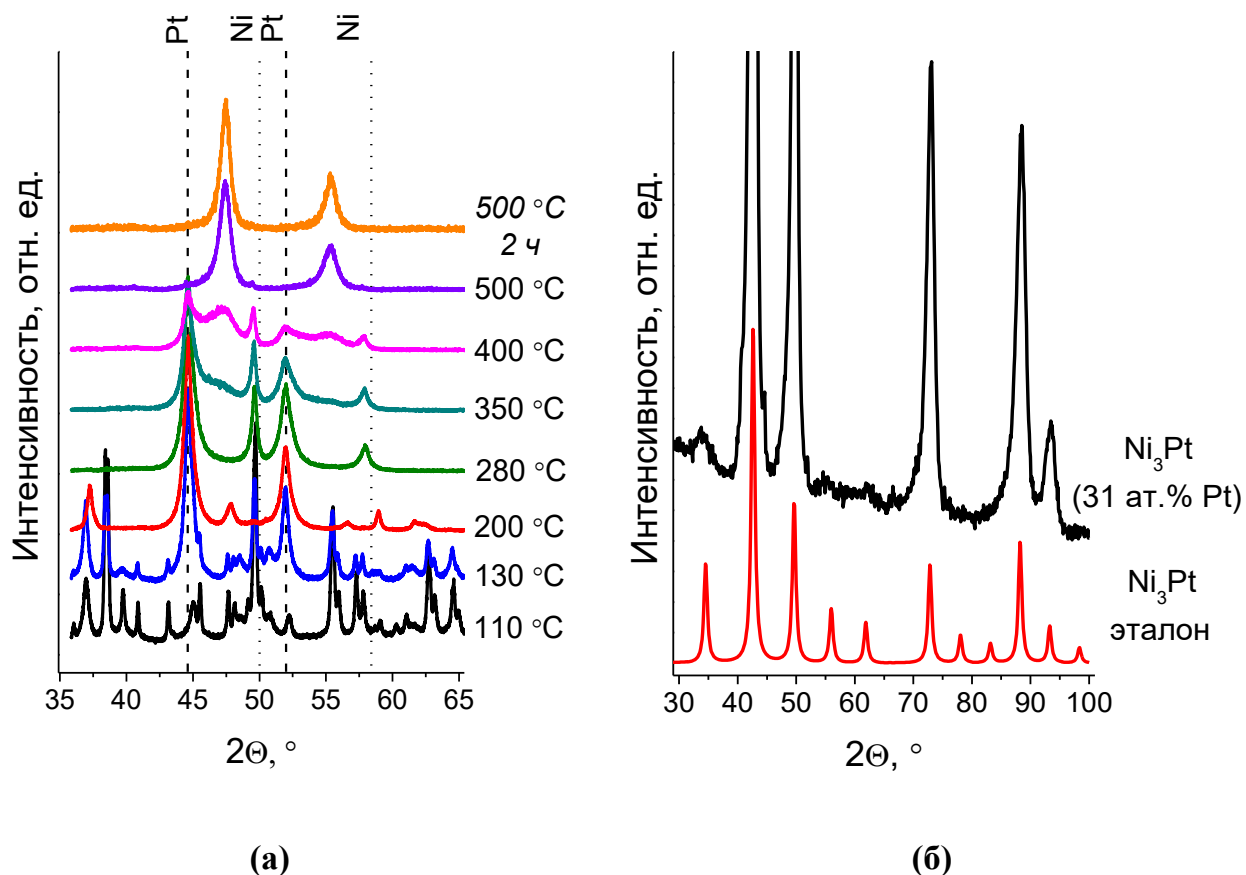 Pt
Ni
Pt
Ni
Интенсивность, отн. ед.
500 °C
2 ч
500 °C
400 °C
350 °C
280 °C
200 °C
130 °C
110 °C
35 40 45 50 55 60 65
2Θ, °
(а)
Интенсивность, отн. ед.
Ni₃Pt
(31 ат.% Pt)
Ni₃Pt
эталон
30 40 50 60 70 80 90 100
2Θ, °
(б)